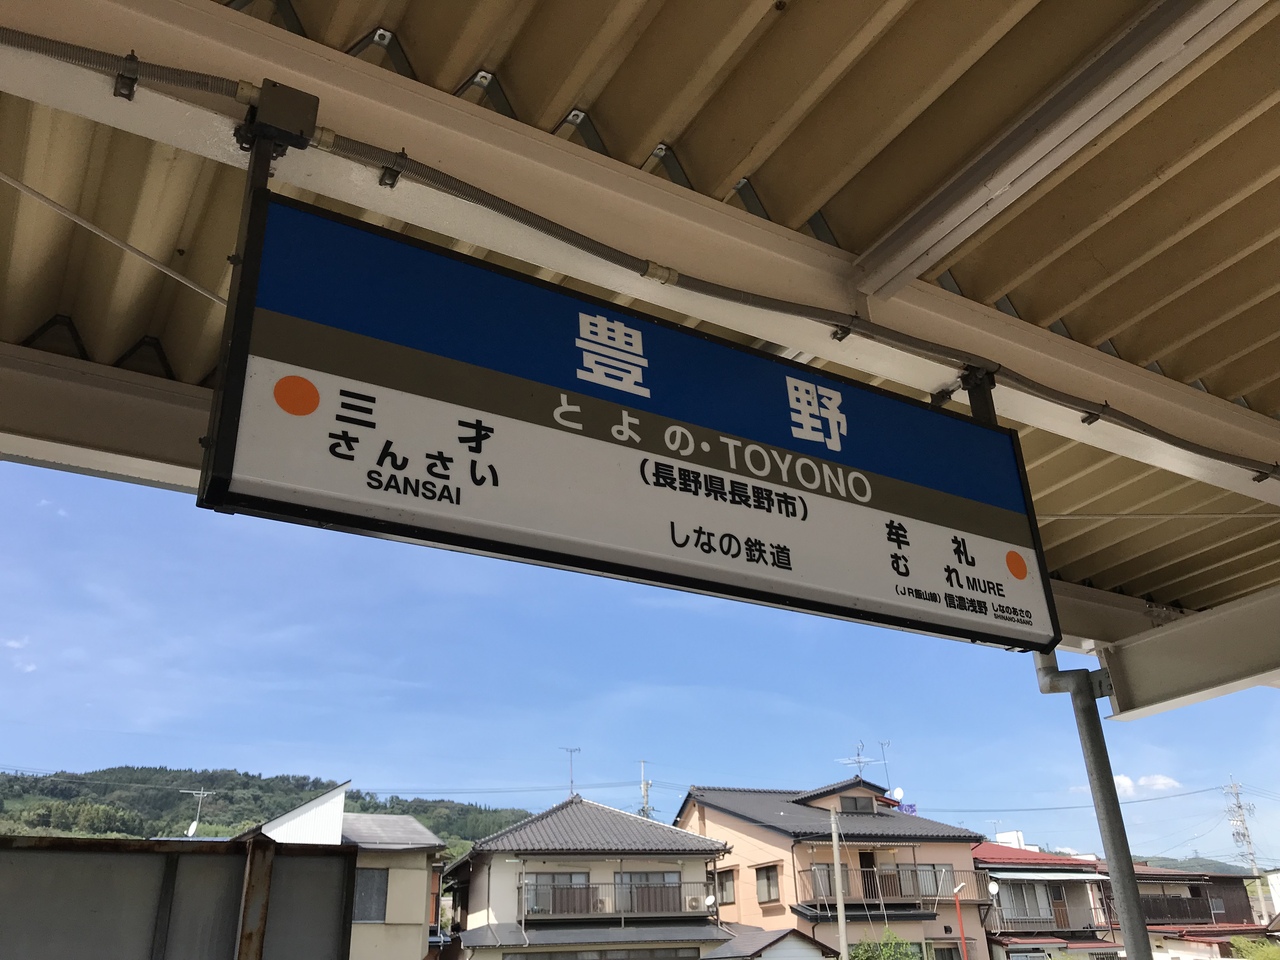 豊野
とよの・TOYONO
(長野県長野市)
しなの鉄道
三才
さんさい
SANSAI
牟礼
むれ MURE
(JR飯山線) 信濃浅野 しなのあさの
SHINANO-ASANO